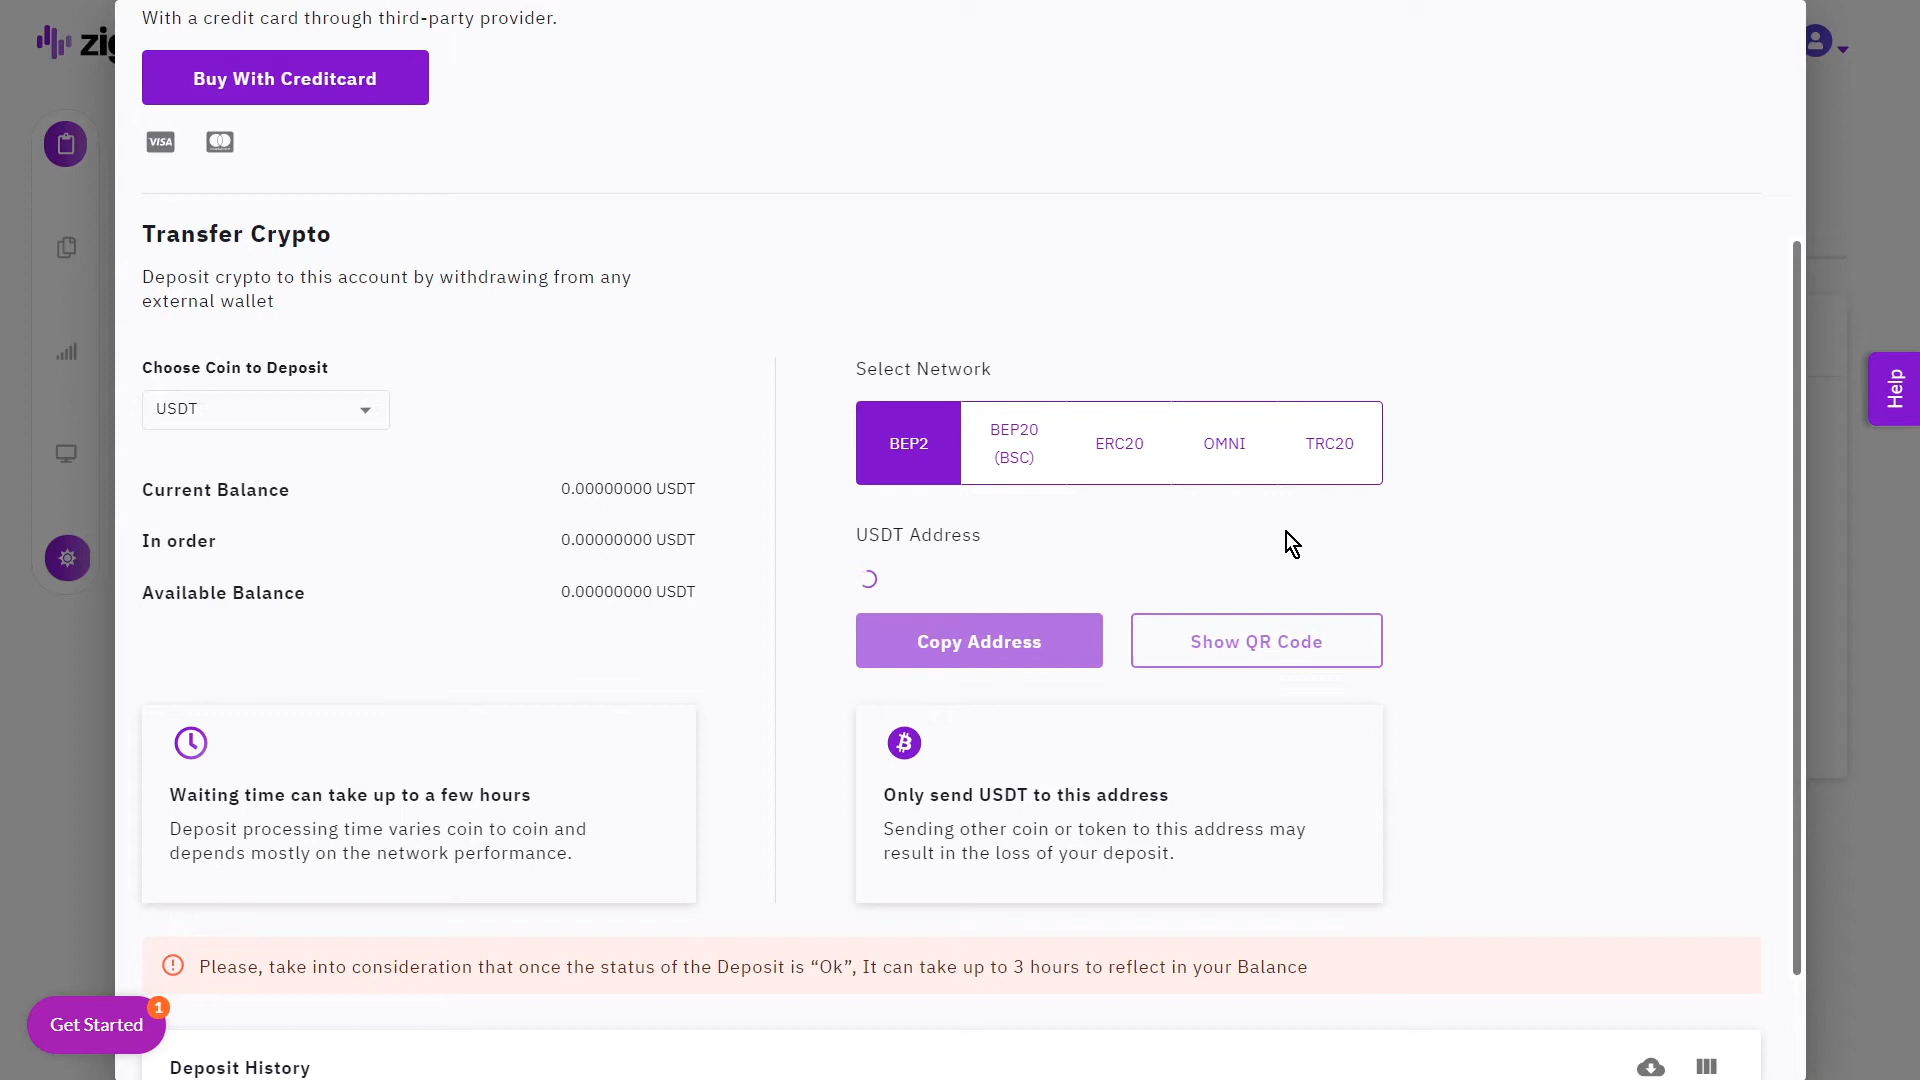 With a credit card through third-party provider.
zig
Buy With Creditcard
VISA
Transfer Crypto
Deposit crypto to this account by withdrawing from any
external wallet
Choose Coin to Deposit
USDT
Current Balance 0.00000000 USDT
In order 0.00000000 USDT
Available Balance 0.00000000 USDT
Select Network
BEP2
BEP20
(BSC)
ERC20
OMNI
TRC20
USDT Address
Copy Address
Show QR Code
Help
Waiting time can take up to a few hours
Deposit processing time varies coin to coin and
depends mostly on the network performance.
Only send USDT to this address
Sending other coin or token to this address may
result in the loss of your deposit.
Please, take into consideration that once the status of the Deposit is “Ok”, It can take up to 3 hours to reflect in your Balance
Get Started
1
Deposit History